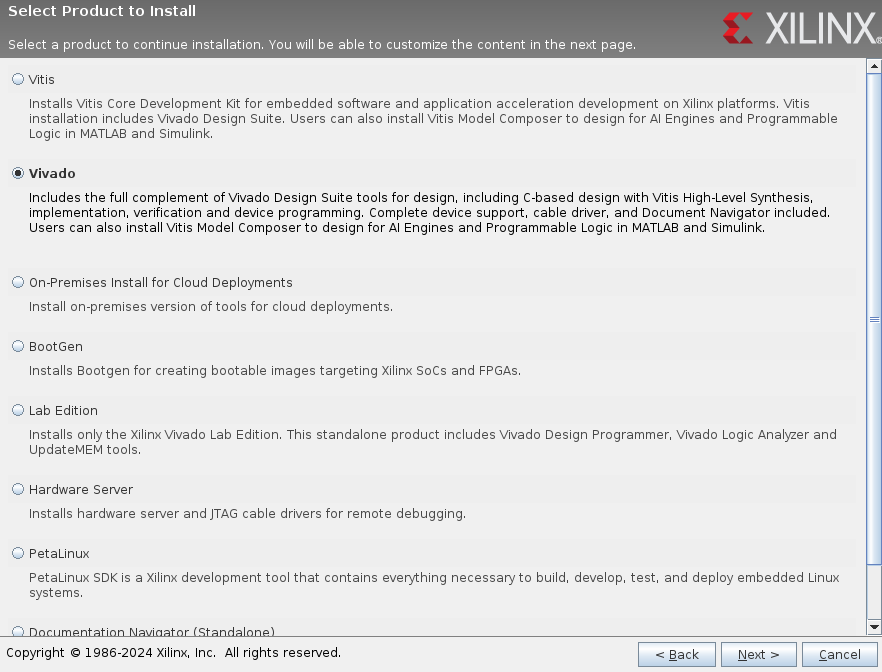 Select Product to Install
Select a product to continue installation. You will be able to customize the content in the next page.
XILINX®
Vitis
Installs Vitis Core Development Kit for embedded software and application acceleration development on Xilinx platforms. Vitis
installation includes Vivado Design Suite. Users can also install Vitis Model Composer to design for AI Engines and Programmable
Logic in MATLAB and Simulink.
Vivado
Includes the full complement of Vivado Design Suite tools for design, including C-based design with Vitis High-Level Synthesis,
implementation, verification and device programming. Complete device support, cable driver, and Document Navigator included.
Users can also install Vitis Model Composer to design for AI Engines and Programmable Logic in MATLAB and Simulink.
On-Premises Install for Cloud Deployments
Install on-premises version of tools for cloud deployments.
BootGen
Installs Bootgen for creating bootable images targeting Xilinx SoCs and FPGAs.
Lab Edition
Installs only the Xilinx Vivado Lab Edition. This standalone product includes Vivado Design Programmer, Vivado Logic Analyzer and
UpdateMEM tools.
Hardware Server
Installs hardware server and JTAG cable drivers for remote debugging.
PetaLinux
PetaLinux SDK is a Xilinx development tool that contains everything necessary to build, develop, test, and deploy embedded Linux
systems.
Documentation Navigator (Standalone)
Copyright © 1986-2024 Xilinx, Inc.  All rights reserved.
< Back
Next >
Cancel